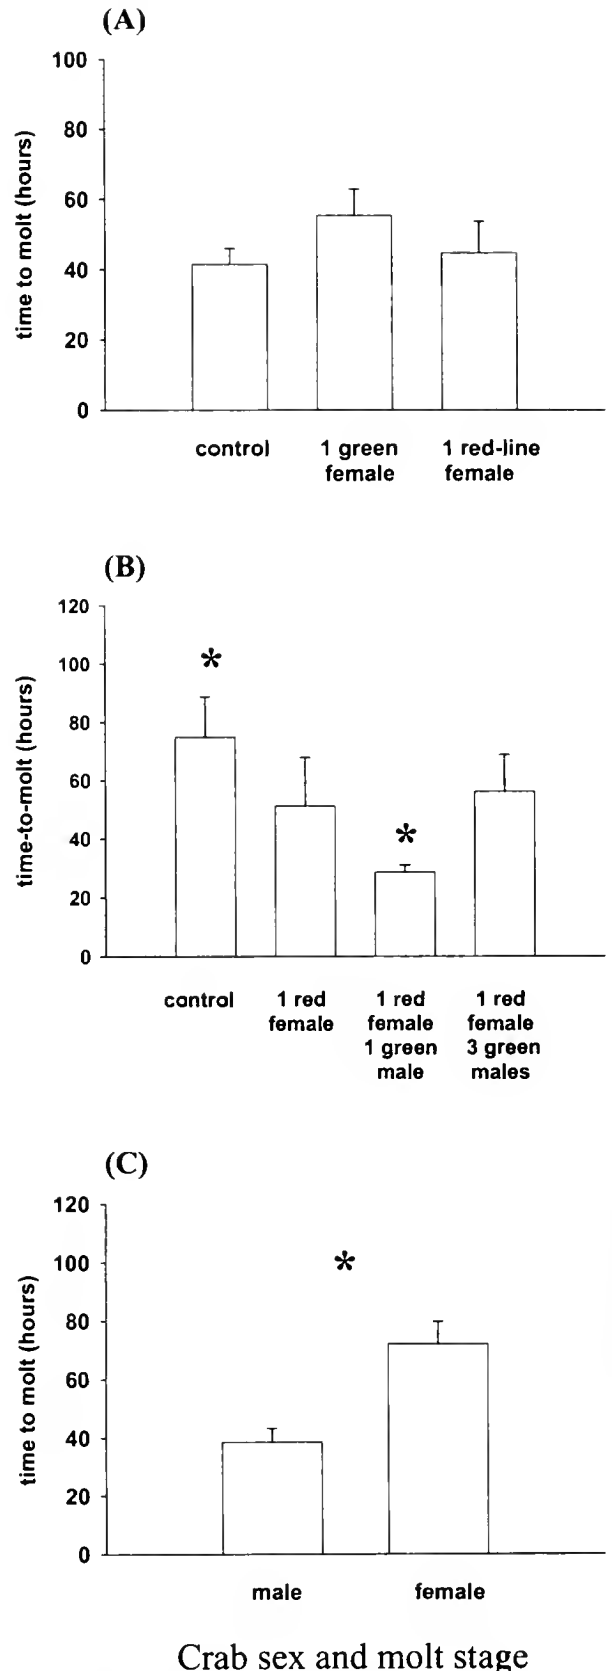 (A)
time to molt (hours)
100
80
60
40
20
0
control
1 green
female
1 red-line
female
(B)
time-to-molt (hours)
120
100
80
60
40
20
0
*
*
control
1 red
female
1 red
female
1 green
male
1 red
female
3 green
males
(C)
time to molt (hours)
120
100
80
60
40
20
0
*
male
female
Crab sex and molt stage